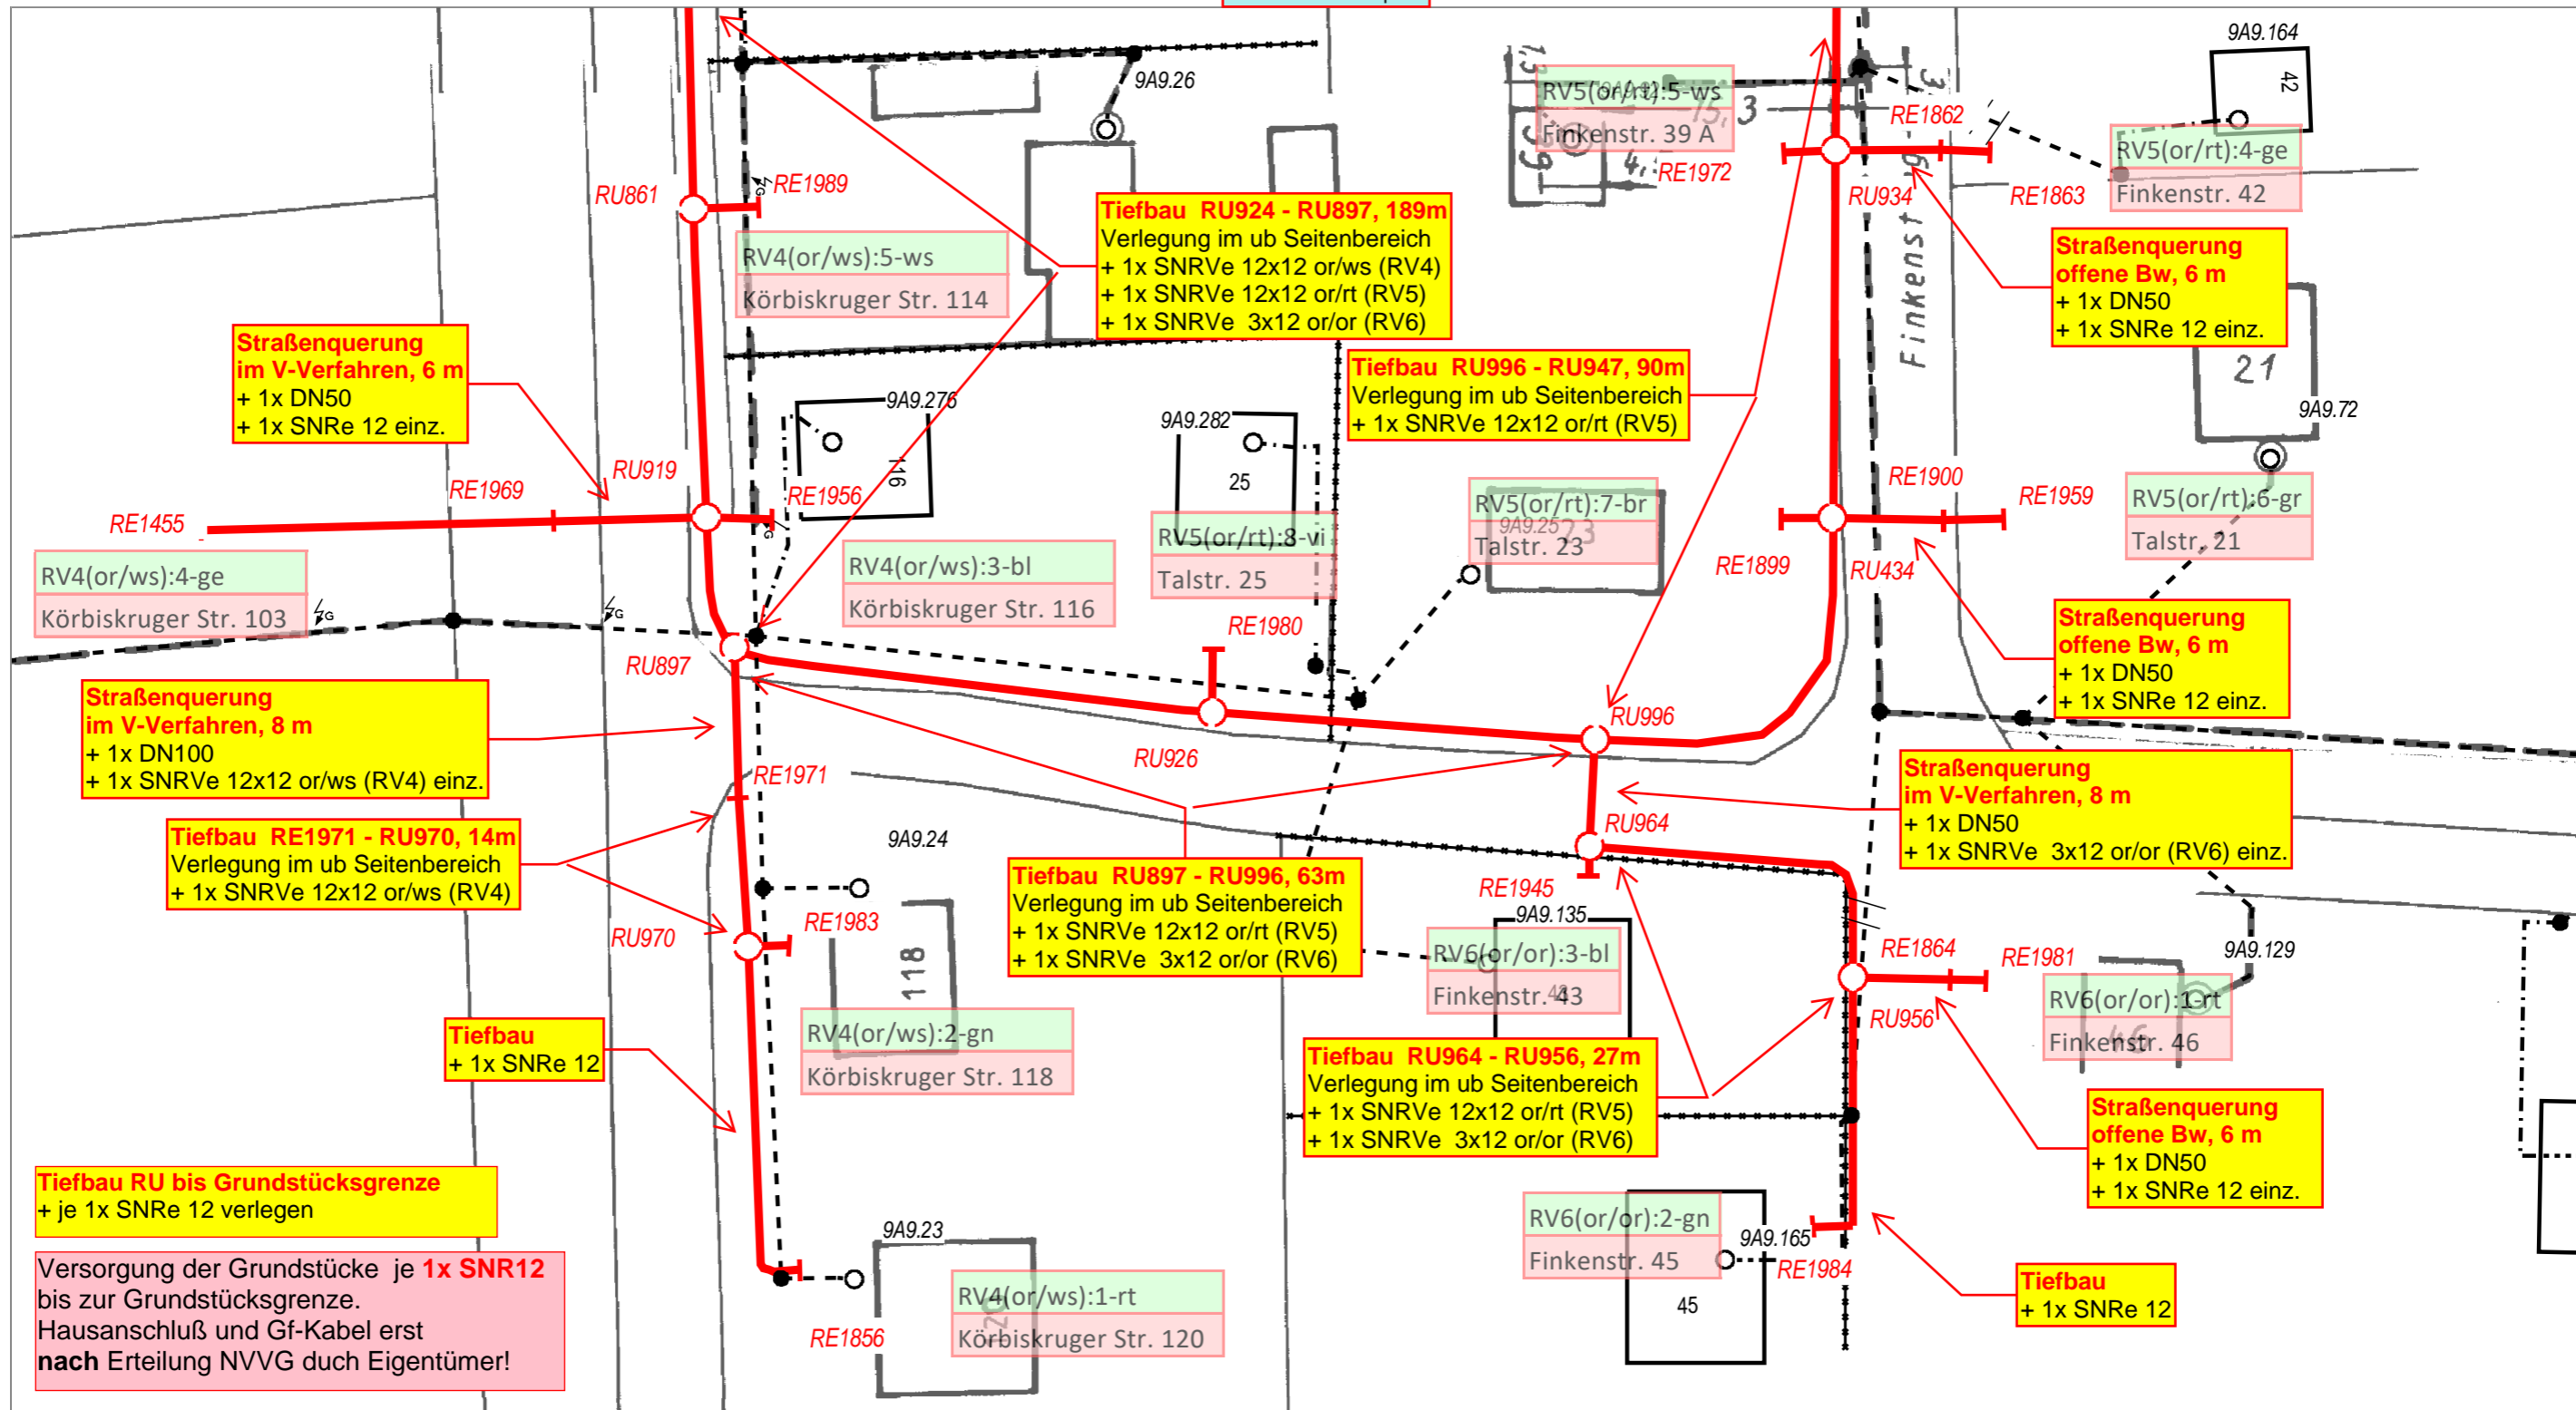 9A9.164
42
9A9.26
RV5(or/rt):5-ws
Finkenstr. 39 A
RE1972
RE1862
RU934
RE1863
RV5(or/rt):4-ge
Finkenstr. 42
RU861
RE1989
RV4(or/ws):5-ws
Körbiskruger Str. 114
Tiefbau RU924 - RU897, 189m
Verlegung im ub Seitenbereich
+ 1x SNRVe 12x12 or/ws (RV4)
+ 1x SNRVe 12x12 or/rt (RV5)
+ 1x SNRVe 3x12 or/or (RV6)
Straßenquerung
offene Bw, 6 m
+ 1x DN50
+ 1x SNRe 12 einz.
Straßenquerung
im V-Verfahren, 6 m
+ 1x DN50
+ 1x SNRe 12 einz.
Tiefbau RU996 - RU947, 90m
Verlegung im ub Seitenbereich
+ 1x SNRVe 12x12 or/rt (RV5)
Finkenst
21
9A9.72
9A9.276
116
9A9.282
25
RU919
RE1969
RE1455
RE1956
RV5(or/rt):7-br
9A9.25
23
Talstr. 23
RV5(or/rt):8-vi
Talstr. 25
RE1900
RE1959
RE1899
RU434
RV5(or/rt):6-gr
Talstr. 21
RV4(or/ws):4-ge
Körbiskruger Str. 103
RV4(or/ws):3-bl
Körbiskruger Str. 116
G
G
G
G
RE1980
RU897
Straßenquerung
offene Bw, 6 m
+ 1x DN50
+ 1x SNRe 12 einz.
Straßenquerung
im V-Verfahren, 8 m
+ 1x DN100
+ 1x SNRVe 12x12 or/ws (RV4) einz.
RU996
RU926
RE1971
Straßenquerung
im V-Verfahren, 8 m
+ 1x DN50
+ 1x SNRVe 3x12 or/or (RV6) einz.
RU964
Tiefbau RE1971 - RU970, 14m
Verlegung im ub Seitenbereich
+ 1x SNRVe 12x12 or/ws (RV4)
9A9.24
Tiefbau RU897 - RU996, 63m
Verlegung im ub Seitenbereich
+ 1x SNRVe 12x12 or/rt (RV5)
+ 1x SNRVe 3x12 or/or (RV6)
RE1945
9A9.135
RE1983
RU970
118
RV6(or/or):3-bl
Finkenstr. 43
RE1864
RE1981
9A9.129
RU956
RV6(or/or):1-rt
Finkenstr. 46
46
RV4(or/ws):2-gn
Körbiskruger Str. 118
Tiefbau
+ 1x SNRe 12
Tiefbau RU964 - RU956, 27m
Verlegung im ub Seitenbereich
+ 1x SNRVe 12x12 or/rt (RV5)
+ 1x SNRVe 3x12 or/or (RV6)
Straßenquerung
offene Bw, 6 m
+ 1x DN50
+ 1x SNRe 12 einz.
Tiefbau RU bis Grundstücksgrenze
+ je 1x SNRe 12 verlegen
RV6(or/or):2-gn
Finkenstr. 45
9A9.165
RE1984
45
9A9.23
Versorgung der Grundstücke je 1x SNR12
bis zur Grundstücksgrenze.
Hausanschluß und Gf-Kabel erst
nach Erteilung NVVG duch Eigentümer!
RV4(or/ws):1-rt
Körbiskruger Str. 120
120
RE1856
Tiefbau
+ 1x SNRe 12